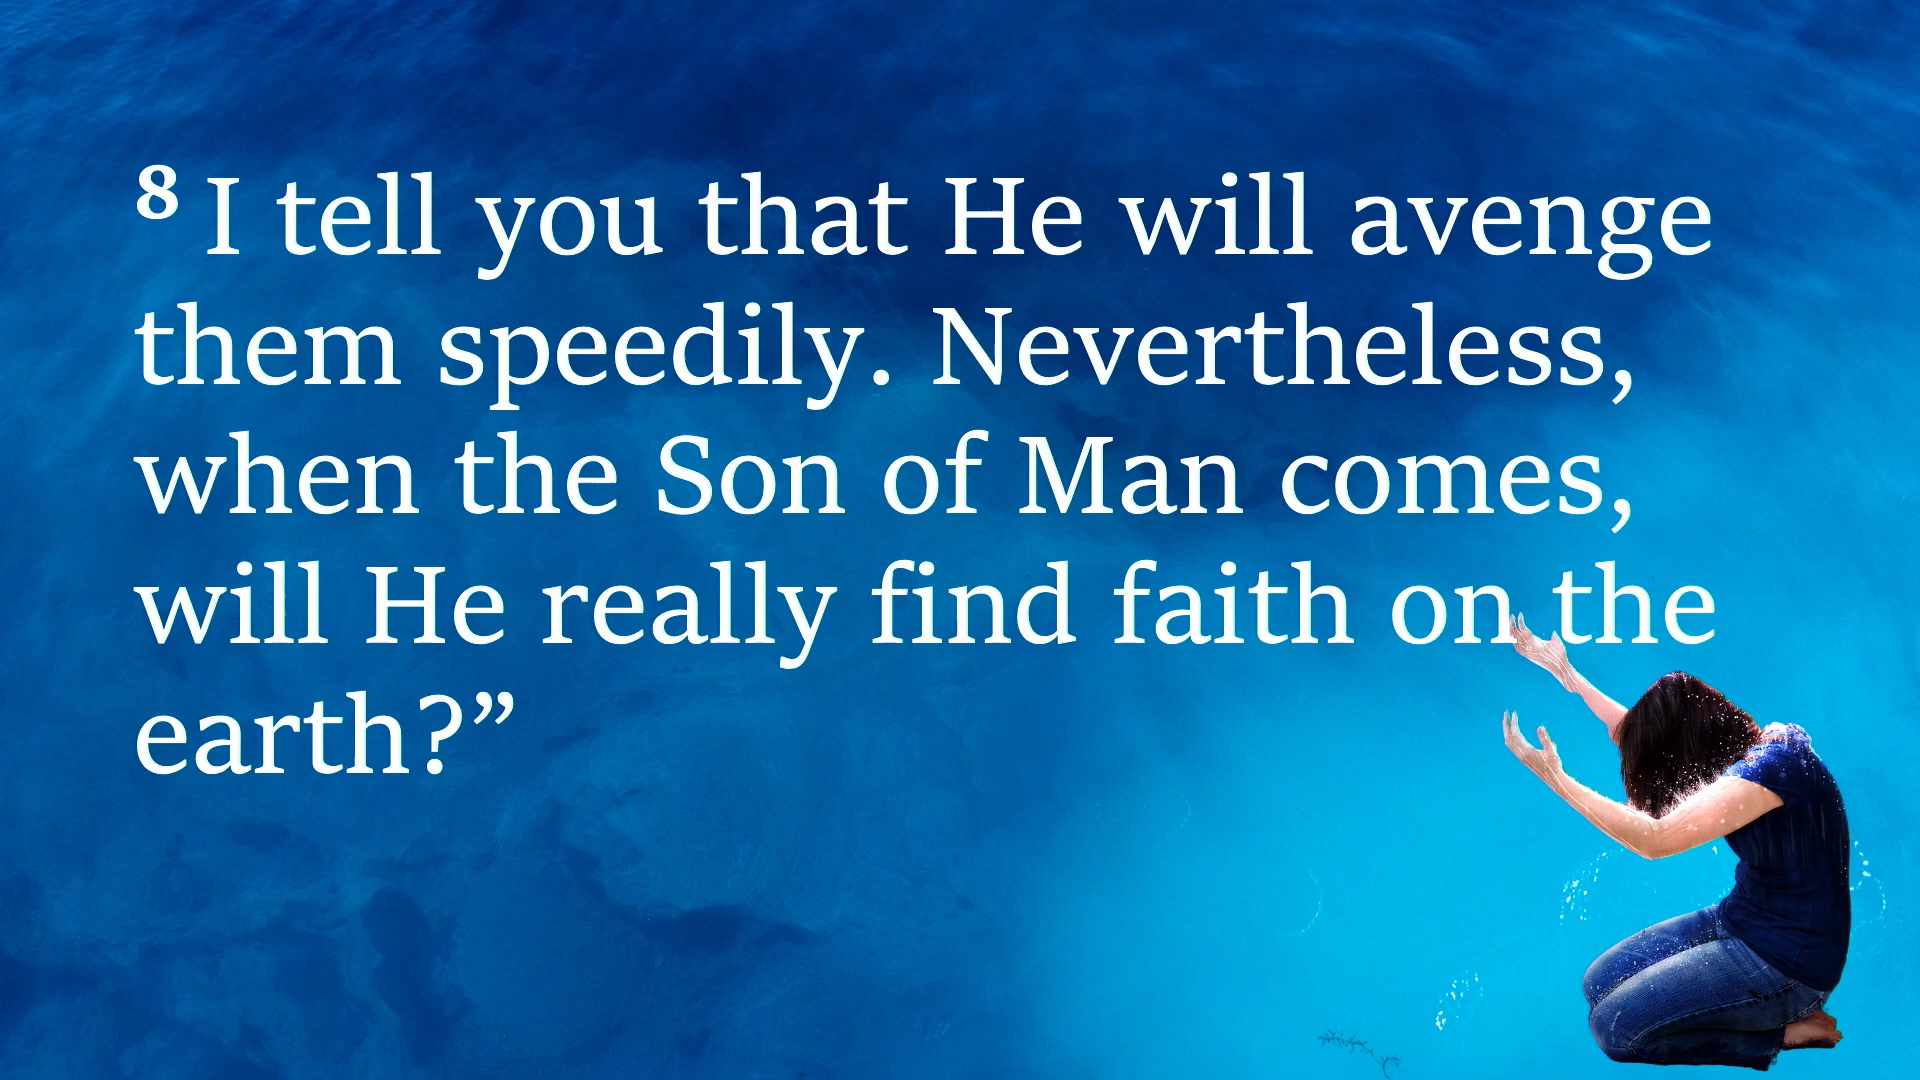 8 I tell you that He will avenge
them speedily. Nevertheless,
when the Son of Man comes,
will He really find faith on the
earth?”